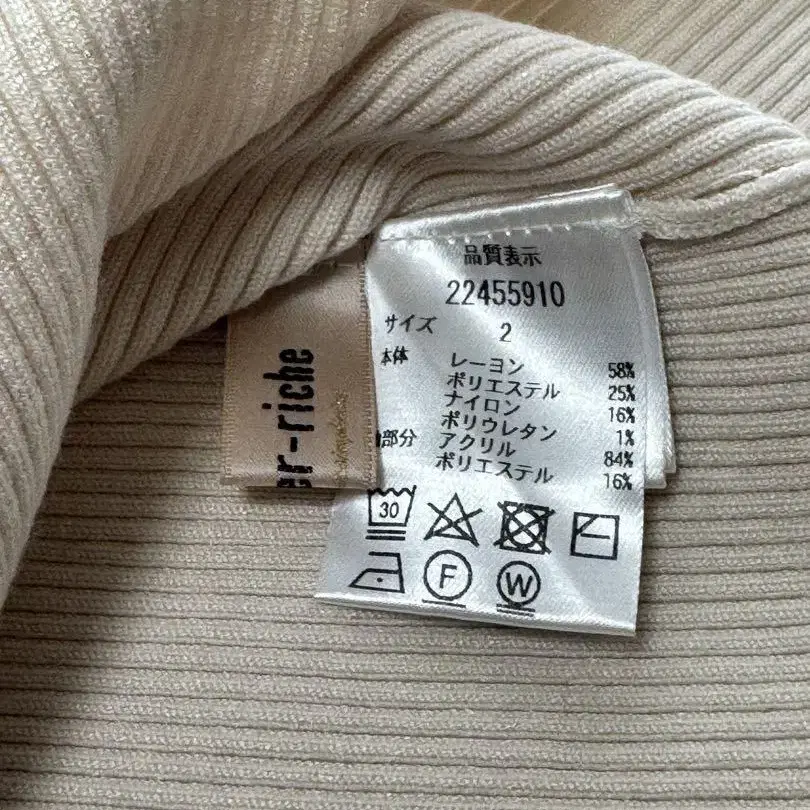 品質表示
22455910
サイズ 2
本体 レーヨン 58%
ポリエステル 25%
ナイロン 16%
ポリウレタン 1%
部分 アクリル 84%
ポリエステル 16%
30
F
W
er-riche